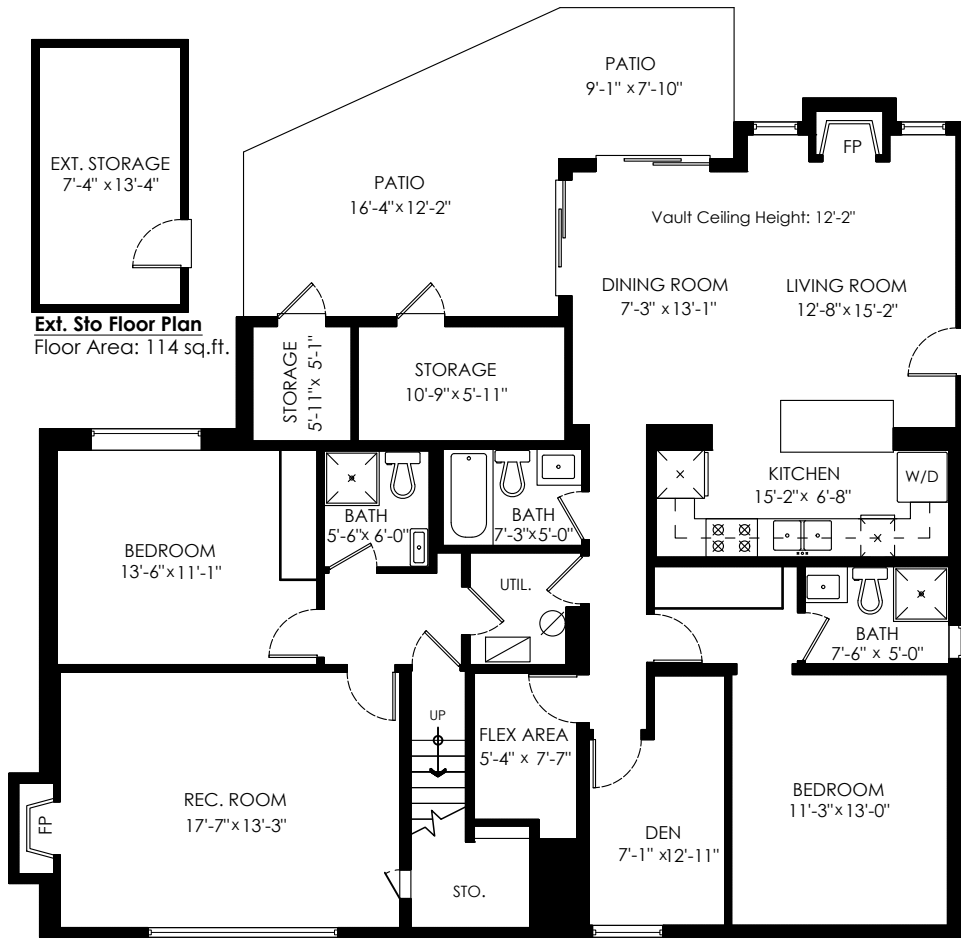 PATIO
9'-1" x 7'-10"
EXT. STORAGE
7'-4" x 13'-4"
FP
PATIO
16'-4" x 12'-2"
Vault Ceiling Height: 12'-2"
DINING ROOM
7'-3" x 13'-1"
LIVING ROOM
12'-8" x 15'-2"
Ext. Sto Floor Plan
Floor Area: 114 sq.ft.
STORAGE
5'-11" x 5'-1"
STORAGE
10'-9" x 5'-11"
KITCHEN
15'-2" x 6'-8"
W/D
BATH
5'-6" x 6'-0"
BATH
7'-3" x 5'-0"
BEDROOM
13'-6" x 11'-1"
UTIL.
BATH
7'-6" x 5'-0"
UP
FLEX AREA
5'-4" x 7'-7"
REC. ROOM
17'-7" x 13'-3"
FP
BEDROOM
11'-3" x 13'-0"
DEN
7'-1" x 12'-11"
STO.